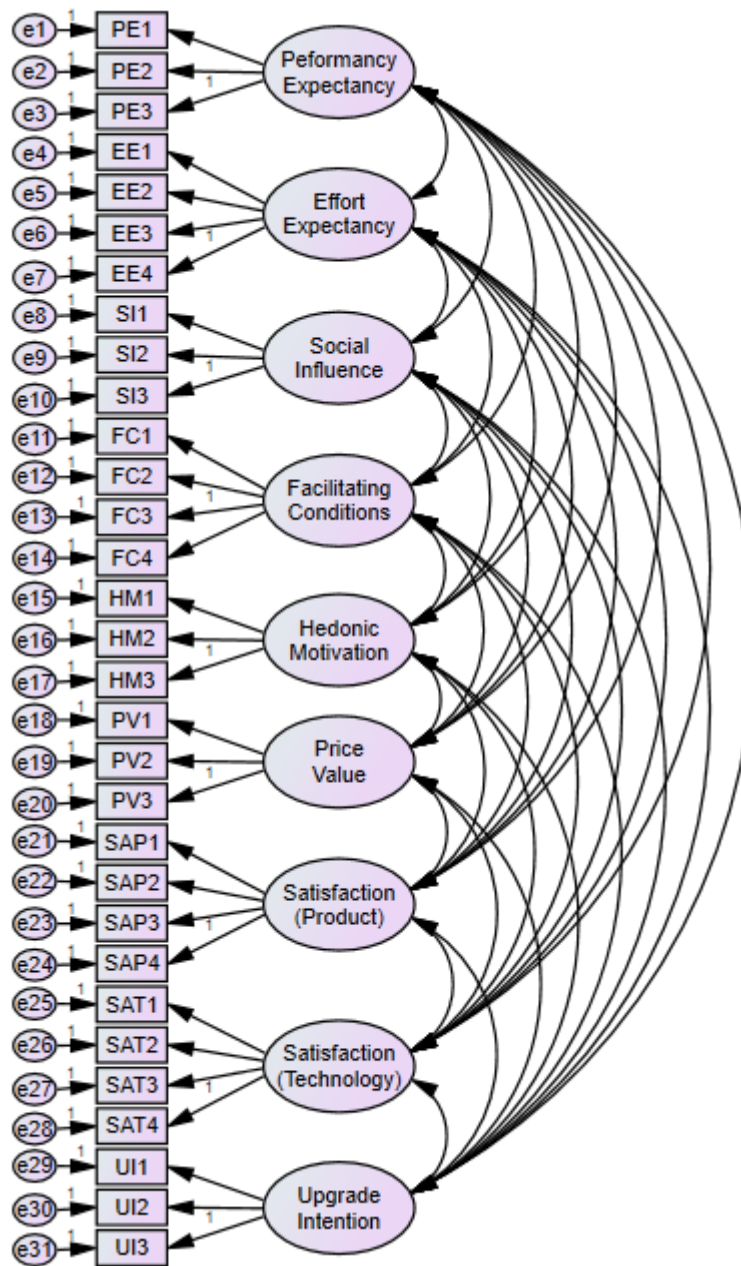 e1 1 PE1
e2 1 PE2
e3 1 PE3
1
Peformancy
Expectancy
e4 1 EE1
e5 1 EE2
e6 1 EE3
e7 1 EE4
1
Effort
Expectancy
e8 1 SI1
e9 1 SI2
e10 1 SI3
1
Social
Influence
e11 1 FC1
e12 1 FC2
e13 1 FC3
e14 1 FC4
1
Facilitating
Conditions
e15 1 HM1
e16 1 HM2
e17 1 HM3
1
Hedonic
Motivation
e18 1 PV1
e19 1 PV2
e20 1 PV3
1
Price
Value
e21 1 SAP1
e22 1 SAP2
e23 1 SAP3
e24 1 SAP4
1
Satisfaction
(Product)
e25 1 SAT1
e26 1 SAT2
e27 1 SAT3
e28 1 SAT4
1
Satisfaction
(Technology)
e29 1 UI1
e30 1 UI2
e31 1 UI3
1
Upgrade
Intention